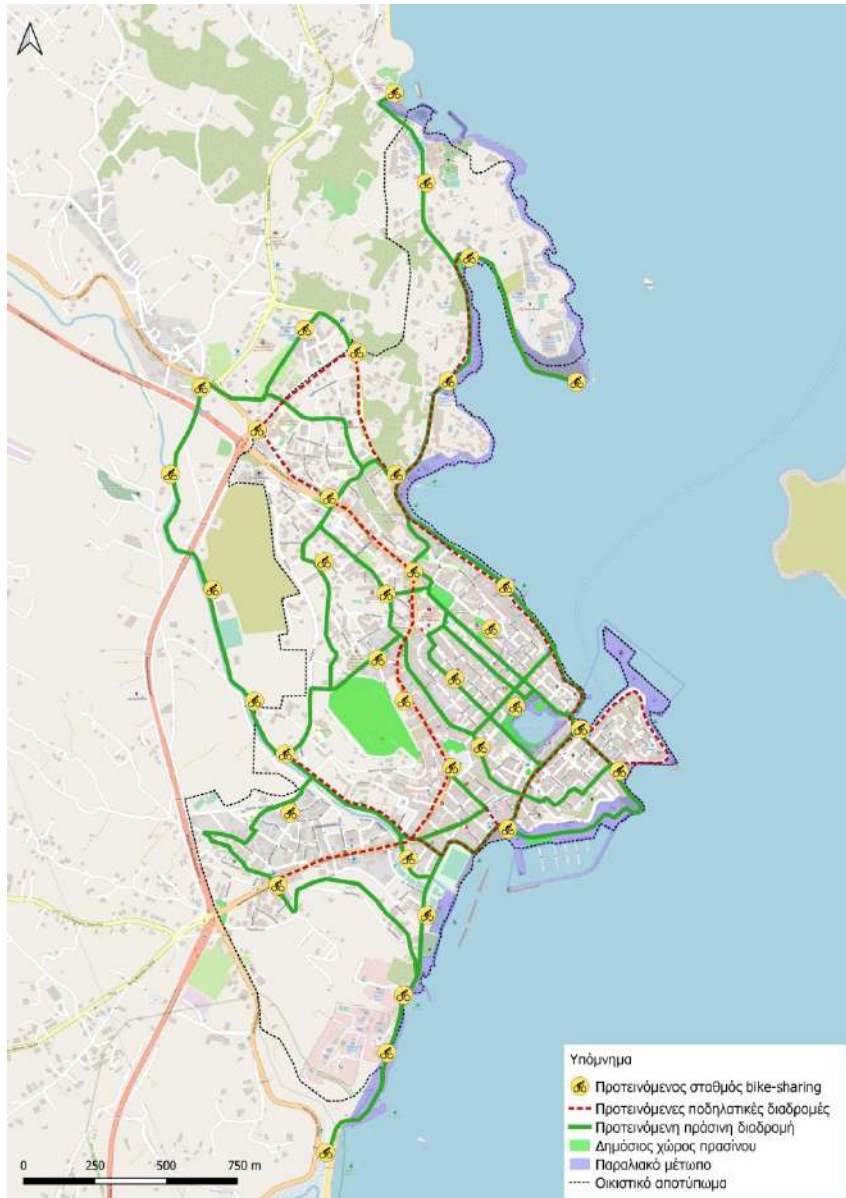 Υπόμνημα
Προτεινόμενος σταθμός bike-sharing
Προτεινόμενες ποδηλατικές διαδρομές
Προτεινόμενη πράσινη διαδρομή
Δημόσιος χώρος πρασίνου
Παραλιακό μέτωπο
Οικιστικό αποτύπωμα
0 250 500 750 m